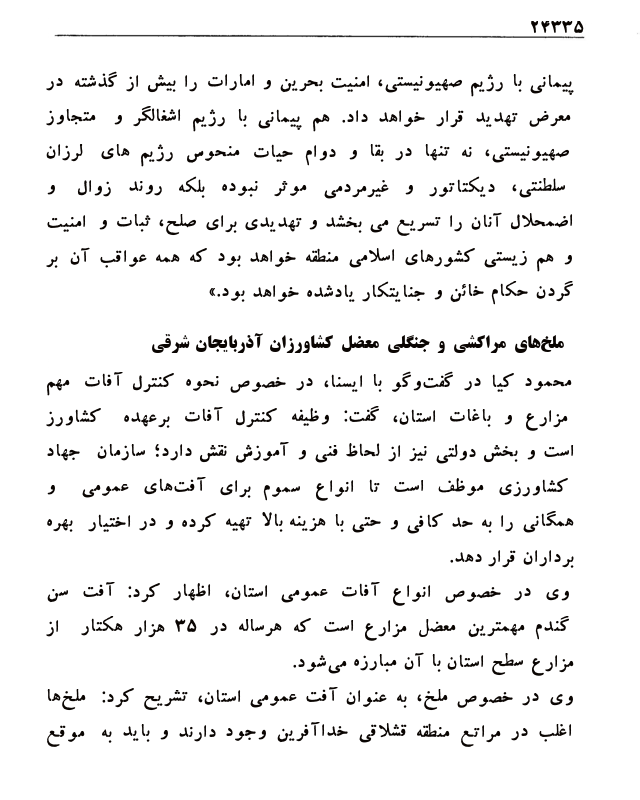 ۲۴۳۳۵
پیمانی با رژیم صهیونیستی، امنیت بحرین و امارات را بیش از گذشته در
معرض تهدید قرار خواهد داد. هم پیمانی با رژیم اشغالگر و متجاوز
صهیونیستی، نه تنها در بقا و دوام حیات منحوس رژیم های لرزان
سلطنتی، دیکتاتور و غیرمردمی موثر نبوده بلکه روند زوال و
اضمحلال آنان را تسریع می بخشد و تهدیدی برای صلح، ثبات و امنیت
و هم زیستی کشورهای اسلامی منطقه خواهد بود که همه عواقب آن بر
گردن حکام خائن و جنایتکار یادشده خواهد بود.»
ملخ‌های مراکشی و جنگلی معضل کشاورزان آذربایجان شرقی
محمود کیا در گفت‌وگو با ایسنا، در خصوص نحوه کنترل آفات مهم
مزارع و باغات استان، گفت: وظیفه کنترل آفات برعهده کشاورز
است و بخش دولتی نیز از لحاظ فنی و آموزش نقش دارد؛ سازمان جهاد
کشاورزی موظف است تا انواع سموم برای آفت‌های عمومی و
همگانی را به حد کافی و حتی با هزینه بالا تهیه کرده و در اختیار بهره
برداران قرار دهد.
وی در خصوص انواع آفات عمومی استان، اظهار کرد: آفت سن
گندم مهمترین معضل مزارع است که هرساله در ۳۵ هزار هکتار از
مزارع سطح استان با آن مبارزه می‌شود.
وی در خصوص ملخ، به عنوان آفت عمومی استان، تشریح کرد: ملخ‌ها
اغلب در مراتع منطقه قشلاقی خداآفرین وجود دارند و باید به موقع